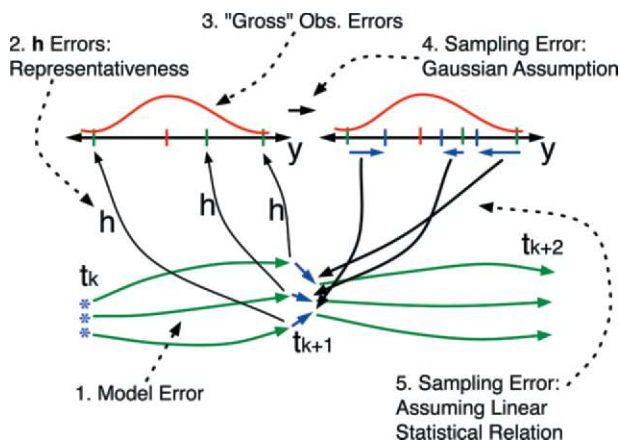 3. "Gross" Obs. Errors
2. h Errors:
Representativeness
4. Sampling Error:
Gaussian Assumption
y
y
h
h
h
tk
tk+2
* 
*
*
tk+1
1. Model Error
5. Sampling Error:
Assuming Linear
Statistical Relation